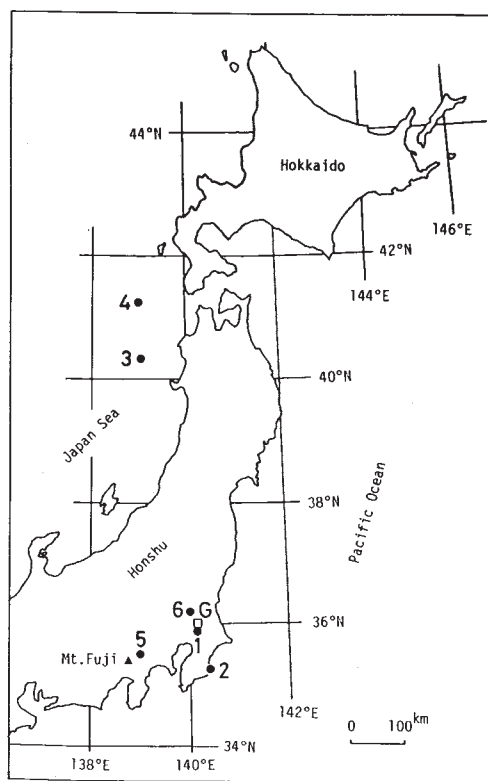 44°N
Hokkaido
146°E
42°N
144°E
4
3
40°N
Japan Sea
38°N
Pacific Ocean
Honshu
6 G
36°N
1
5
Mt.Fuji
2
142°E
0 100km
34°N
138°E 140°E